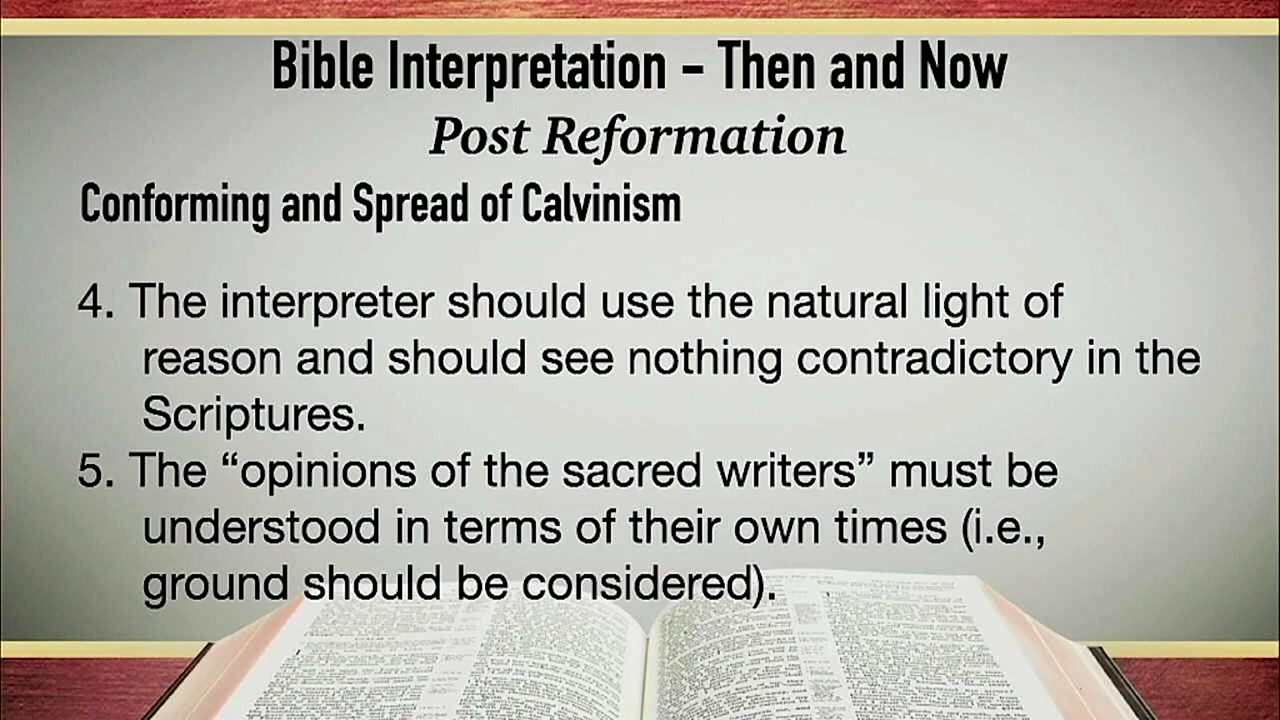 Bible Interpretation - Then and Now
Post Reformation
Conforming and Spread of Calvinism
4. The interpreter should use the natural light of
reason and should see nothing contradictory in the
Scriptures.
5. The “opinions of the sacred writers” must be
understood in terms of their own times (i.e.,
ground should be considered).